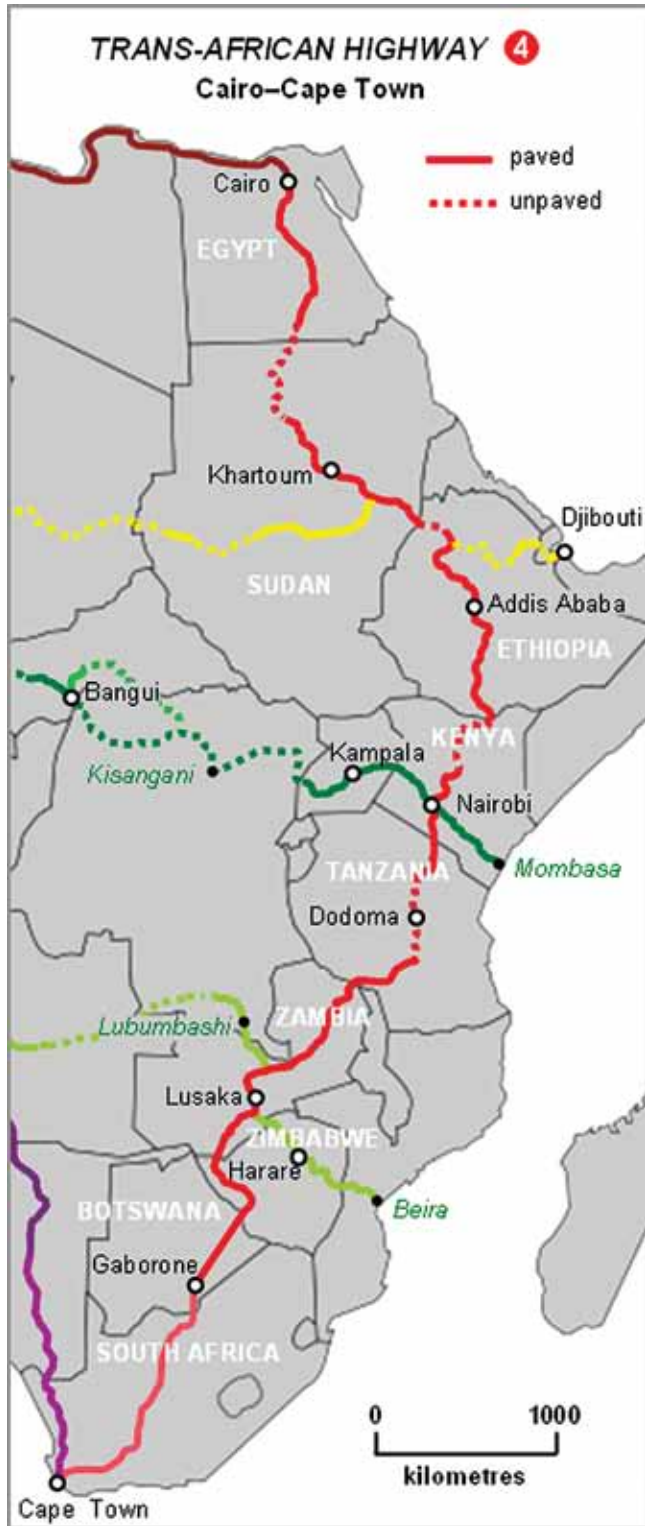 TRANS-AFRICAN HIGHWAY 4
Cairo–Cape Town
paved
Cairo
unpaved
EGYPT
Khartoum
Djibouti
SUDAN
Addis Ababa
ETHIOPIA
Bangui
KENYA
Kampala
Kisangani
Nairobi
TANZANIA
Mombasa
Dodoma
ZAMBIA
Lubumbashi
Lusaka
ZIMBABWE
Harare
BOTSWANA
Beira
Gaborone
SOUTH AFRICA
0 1000
kilometres
Cape Town